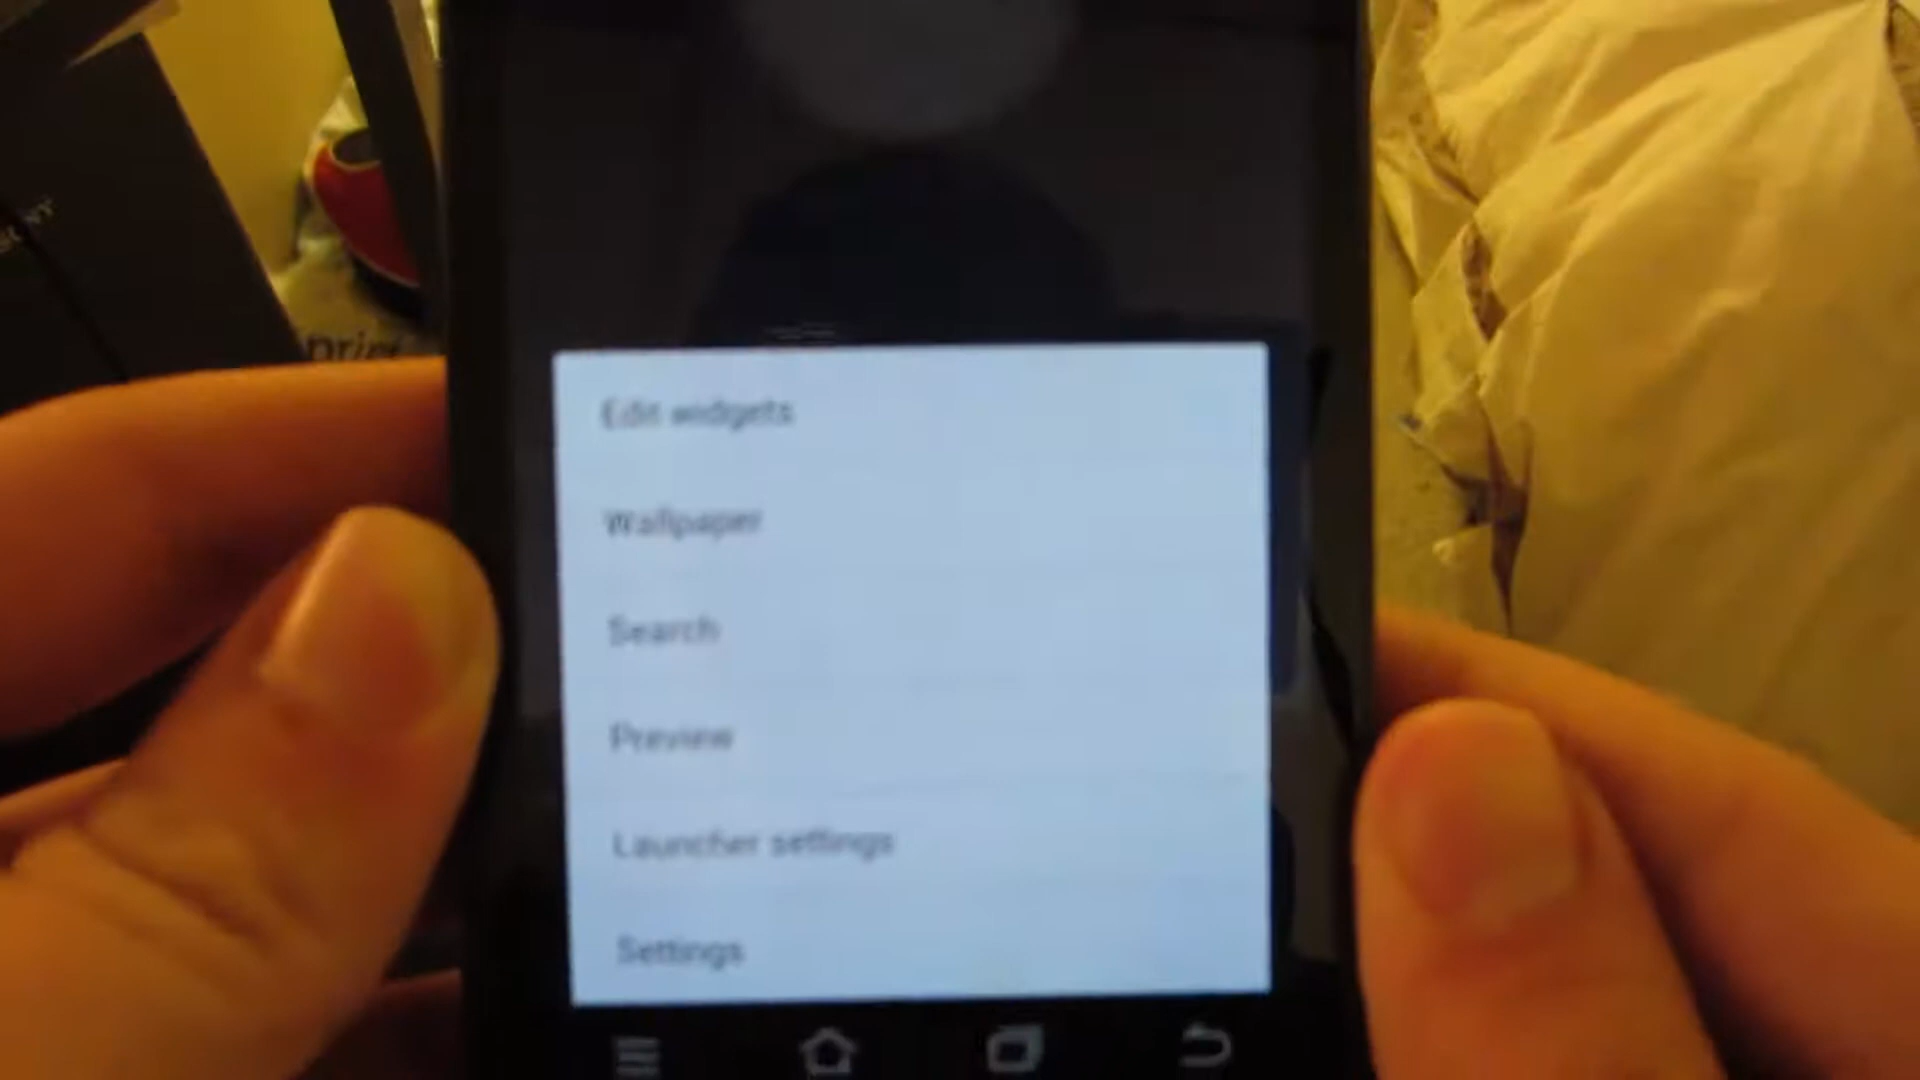 Edit widgets
Wallpaper
Search
Preview
Launcher settings
Settings